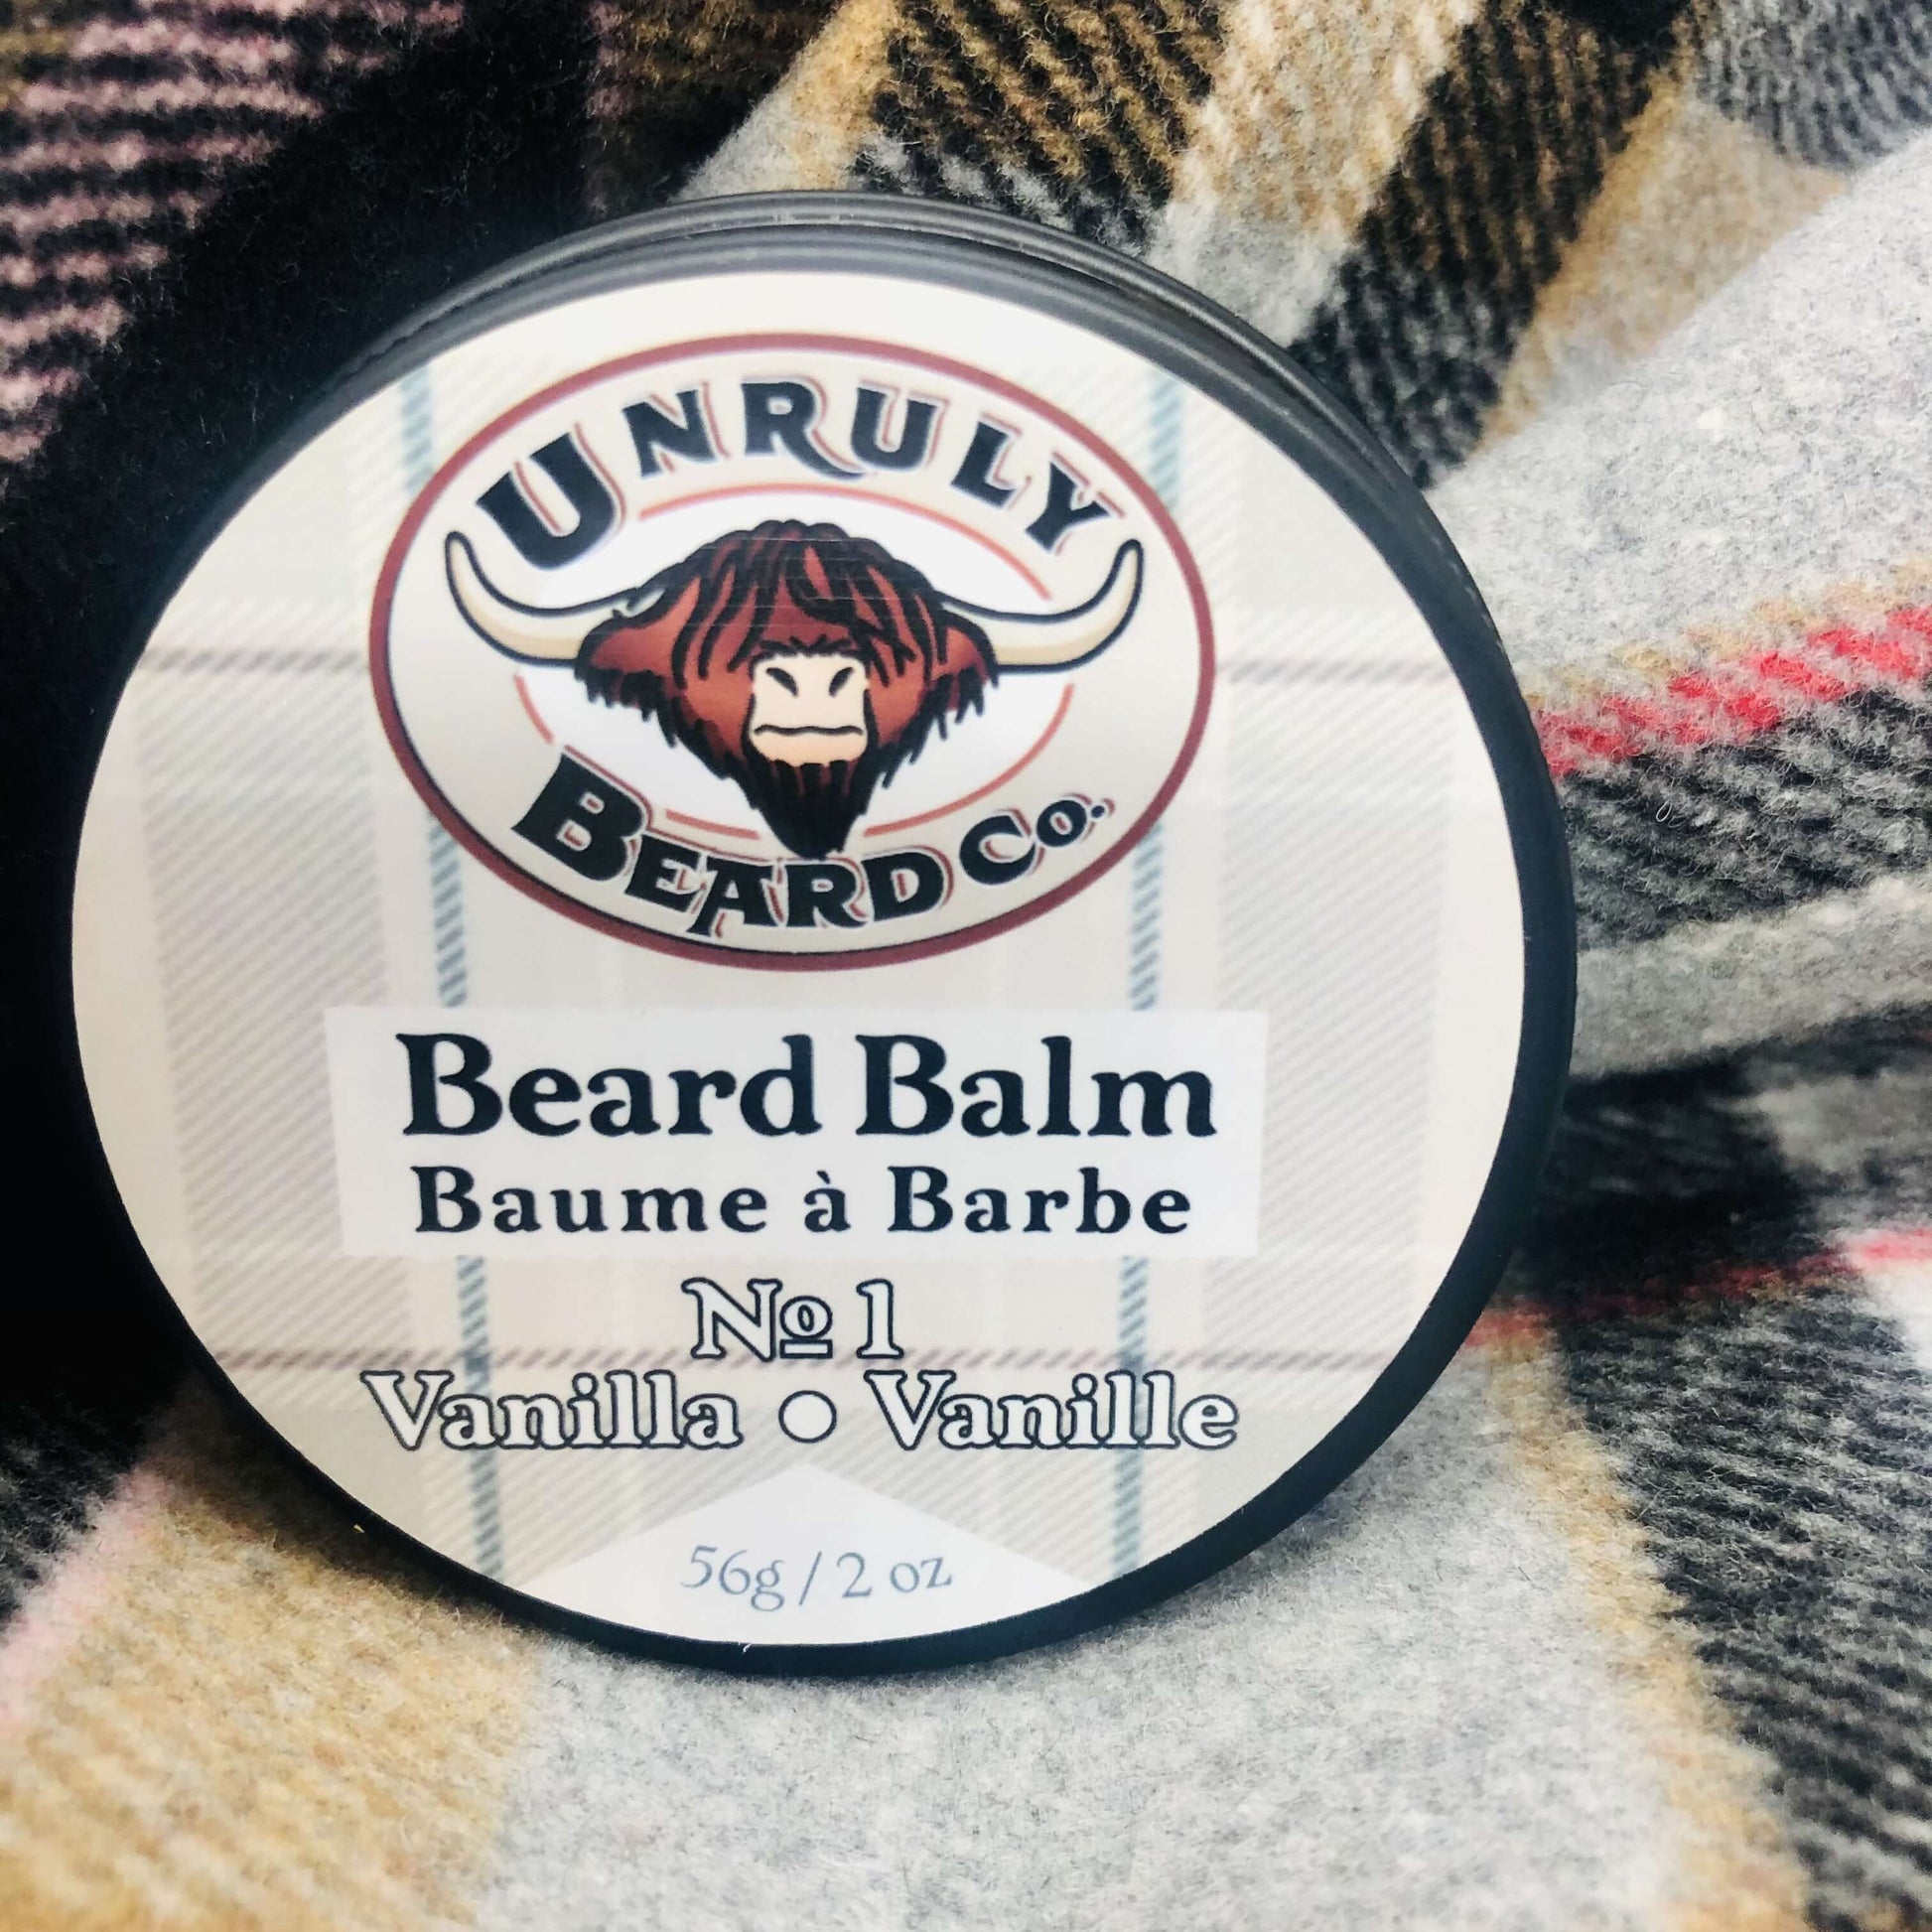 UNRULY
BEARD CO.
Beard Balm
Baume à Barbe
№ 1
Vanilla • Vanille
56g / 2 oz